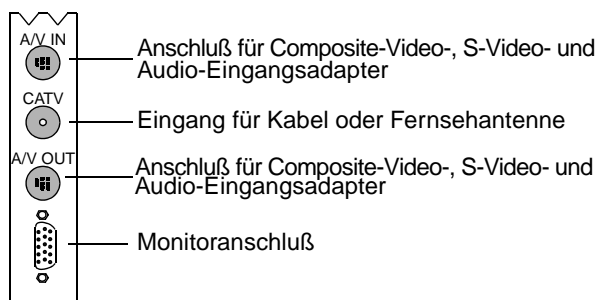 A/V IN
Anschluß für Composite-Video-, S-Video- und
Audio-Eingangsadapter
CATV
Eingang für Kabel oder Fernsehantenne
A/V OUT
Anschluß für Composite-Video-, S-Video- und
Audio-Eingangsadapter
Monitoranschluß